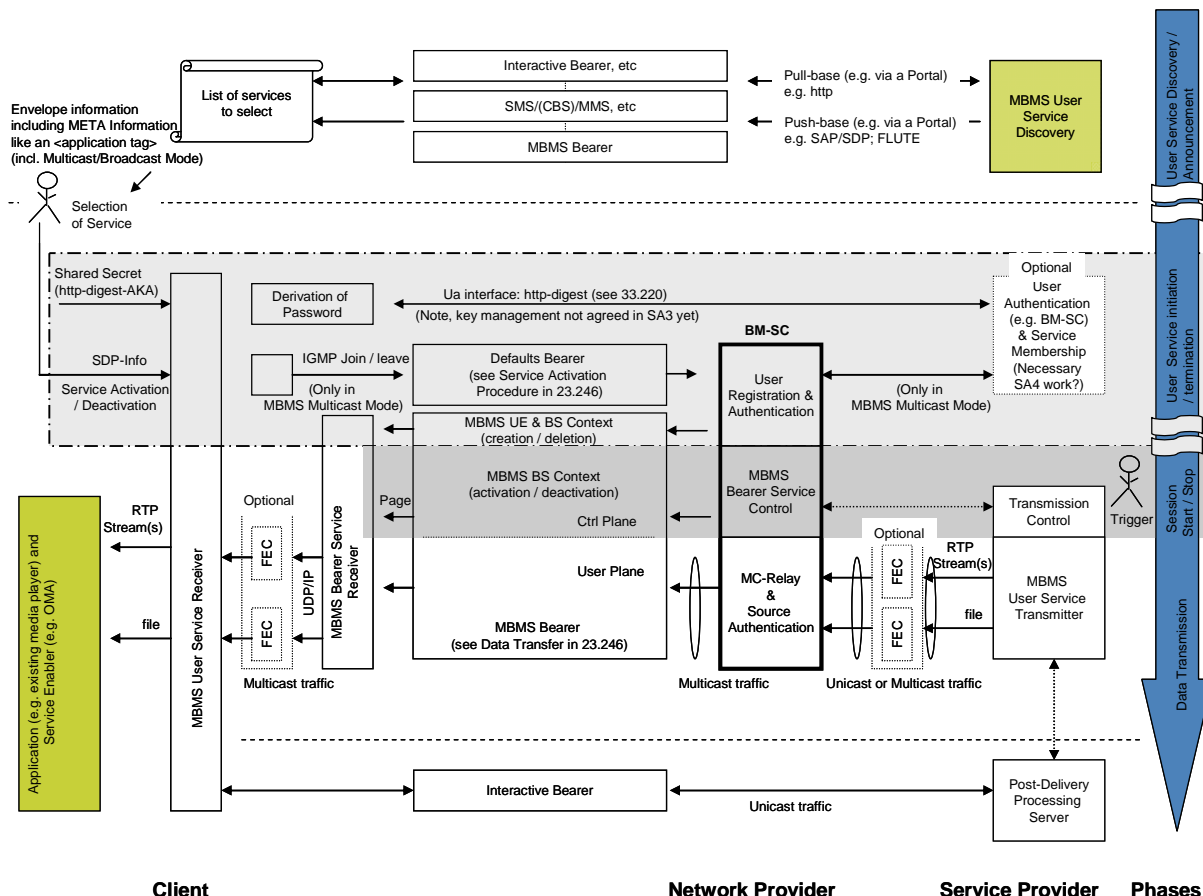 Interactive Bearer, etc
SMS/(CBS)/MMS, etc
MBMS Bearer
List of services
to select
Pull-base (e.g. via a Portal)
e.g. http
Push-base (e.g. via a Portal)
e.g. SAP/SDP; FLUTE
MBMS User
Service
Discovery
User Service Discovery /
Announcement
Envelope information
including META Information
like an <application tag>
(incl. Multicast/Broadcast Mode)
Selection
of Service
Shared Secret
(http-digest-AKA)
Derivation of
Password
Ua interface: http-digest (see 33.220)
(Note, key management not agreed in SA3 yet)
Optional
User
Authentication
(e.g. BM-SC)
& Service
Membership
(Necessary
SA4 work?)
User Service initiation
/ termination
BM-SC
SDP-Info
Service Activation
/ Deactivation
IGMP Join / leave
(Only in
MBMS Multicast Mode)
Defaults Bearer
(see Service Activation
Procedure in 23.246)
User
Registration &
Authentication
(Only in
MBMS Multicast Mode)
MBMS UE & BS Context
(creation / deletion)
MBMS BS Context
(activation / deactivation)
Page
Ctrl Plane
MBMS
Bearer Service
Control
Transmission
Control
Trigger
Session
Start / Stop
Application (e.g. existing media player) and
Service Enabler (e.g. OMA)
RTP
Stream(s)
file
MBMS User Service Receiver
Optional
FEC
FEC
UDP/IP
MBMS Bearer Service
Receiver
User Plane
MBMS Bearer
(see Data Transfer in 23.246)
MC-Relay
&
Source
Authentication
Optional
FEC
FEC
RTP
Stream(s)
file
MBMS
User Service
Transmitter
Data Transmission
Multicast traffic
Multicast traffic
Unicast or Multicast traffic
Interactive Bearer
Unicast traffic
Post-Delivery
Processing
Server
Client
Network Provider
Service Provider
Phases